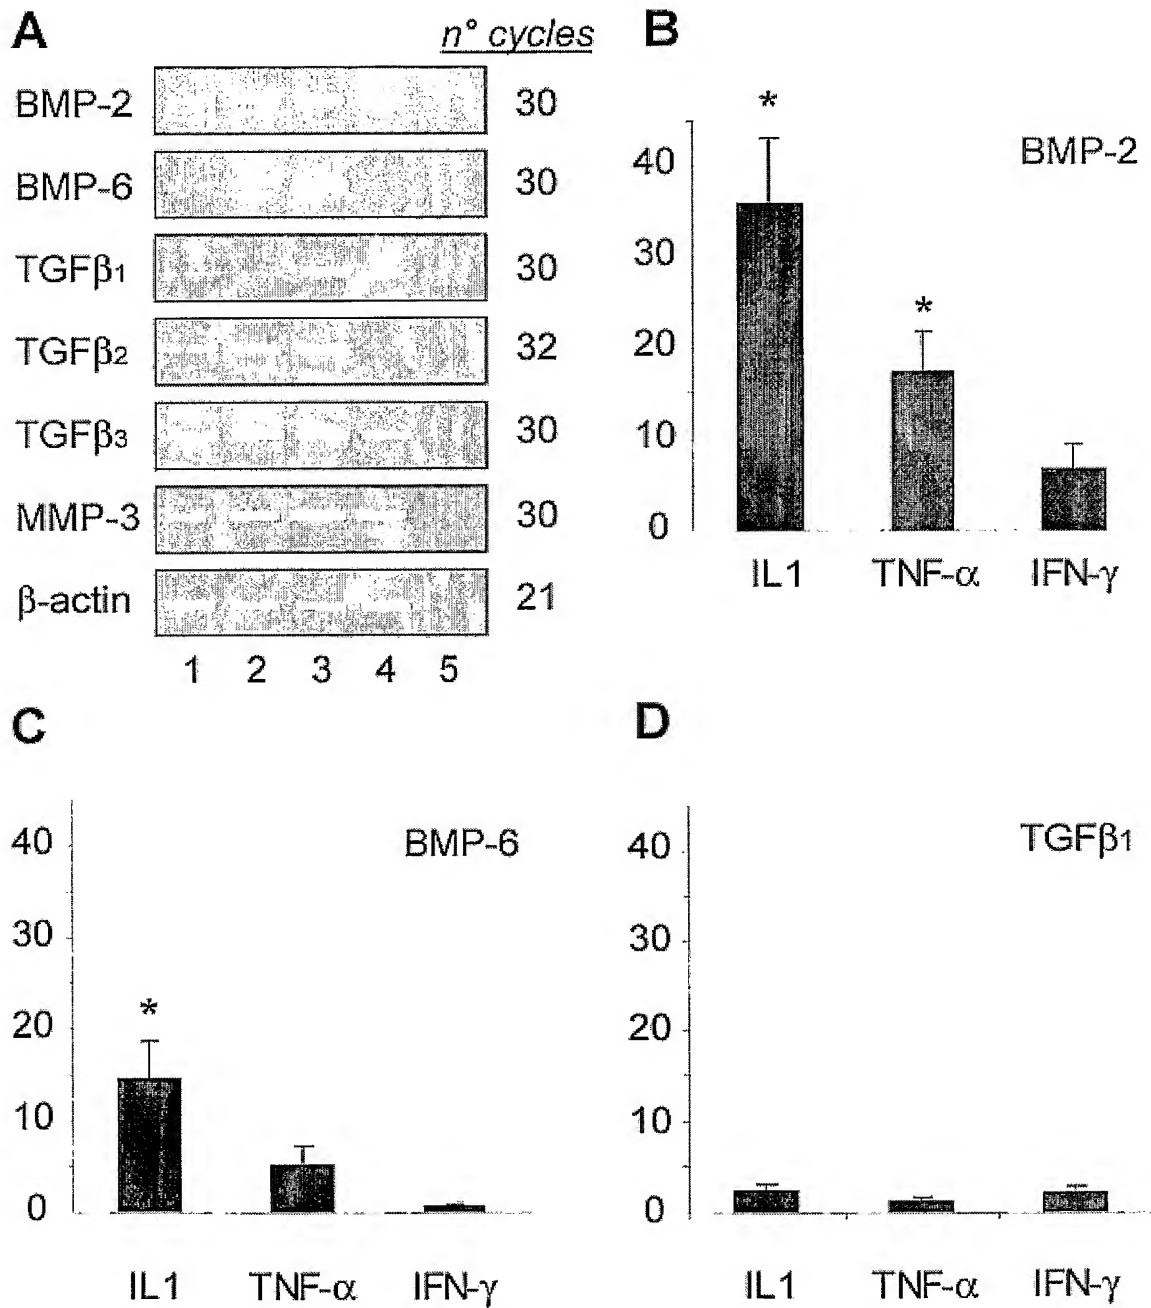 A
n° cycles
BMP-2 30
BMP-6 30
TGFβ1 30
TGFβ2 32
TGFβ3 30
MMP-3 30
β-actin 21
1 2 3 4 5
B
BMP-2
*
*
40
30
20
10
0
IL1 TNF-α IFN-γ
C
BMP-6
40
30
*
20
10
0
IL1 TNF-α IFN-γ
D
TGFβ1
40
30
20
10
0
IL1 TNF-α IFN-γ